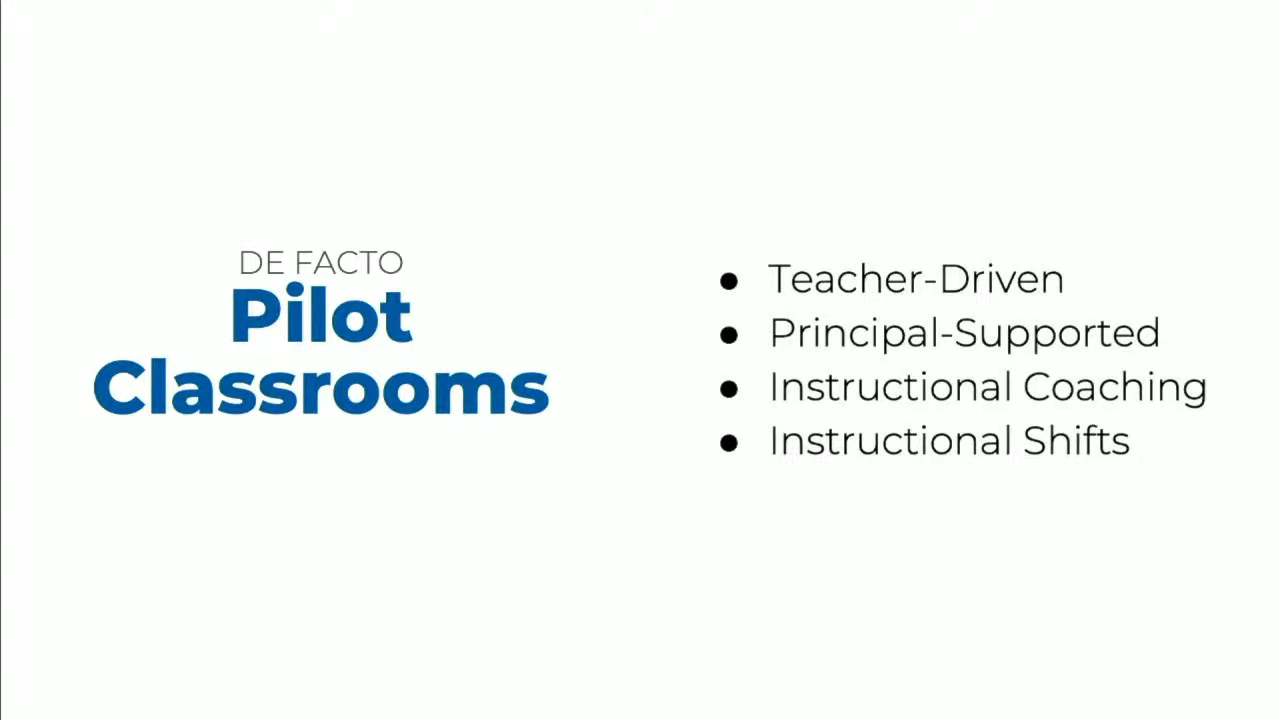 DE FACTO
Pilot
Classrooms
● Teacher-Driven
● Principal-Supported
● Instructional Coaching
● Instructional Shifts